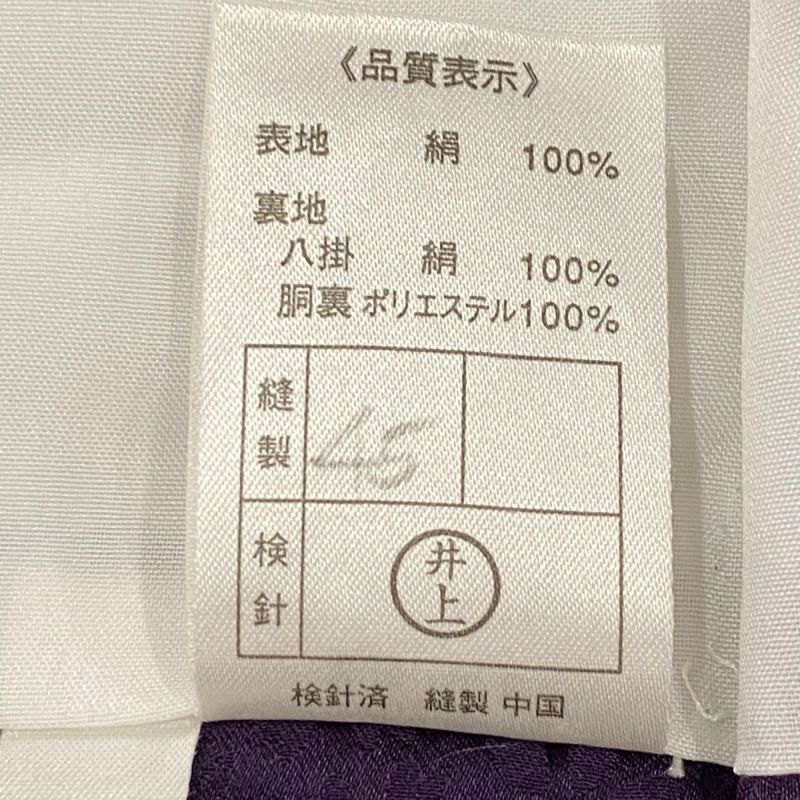 《品質表示》
表地 絹 100%
裏地
八掛 絹 100%
胴裏 ポリエステル100%
縫製 45
検針 井上
検針済 縫製 中国